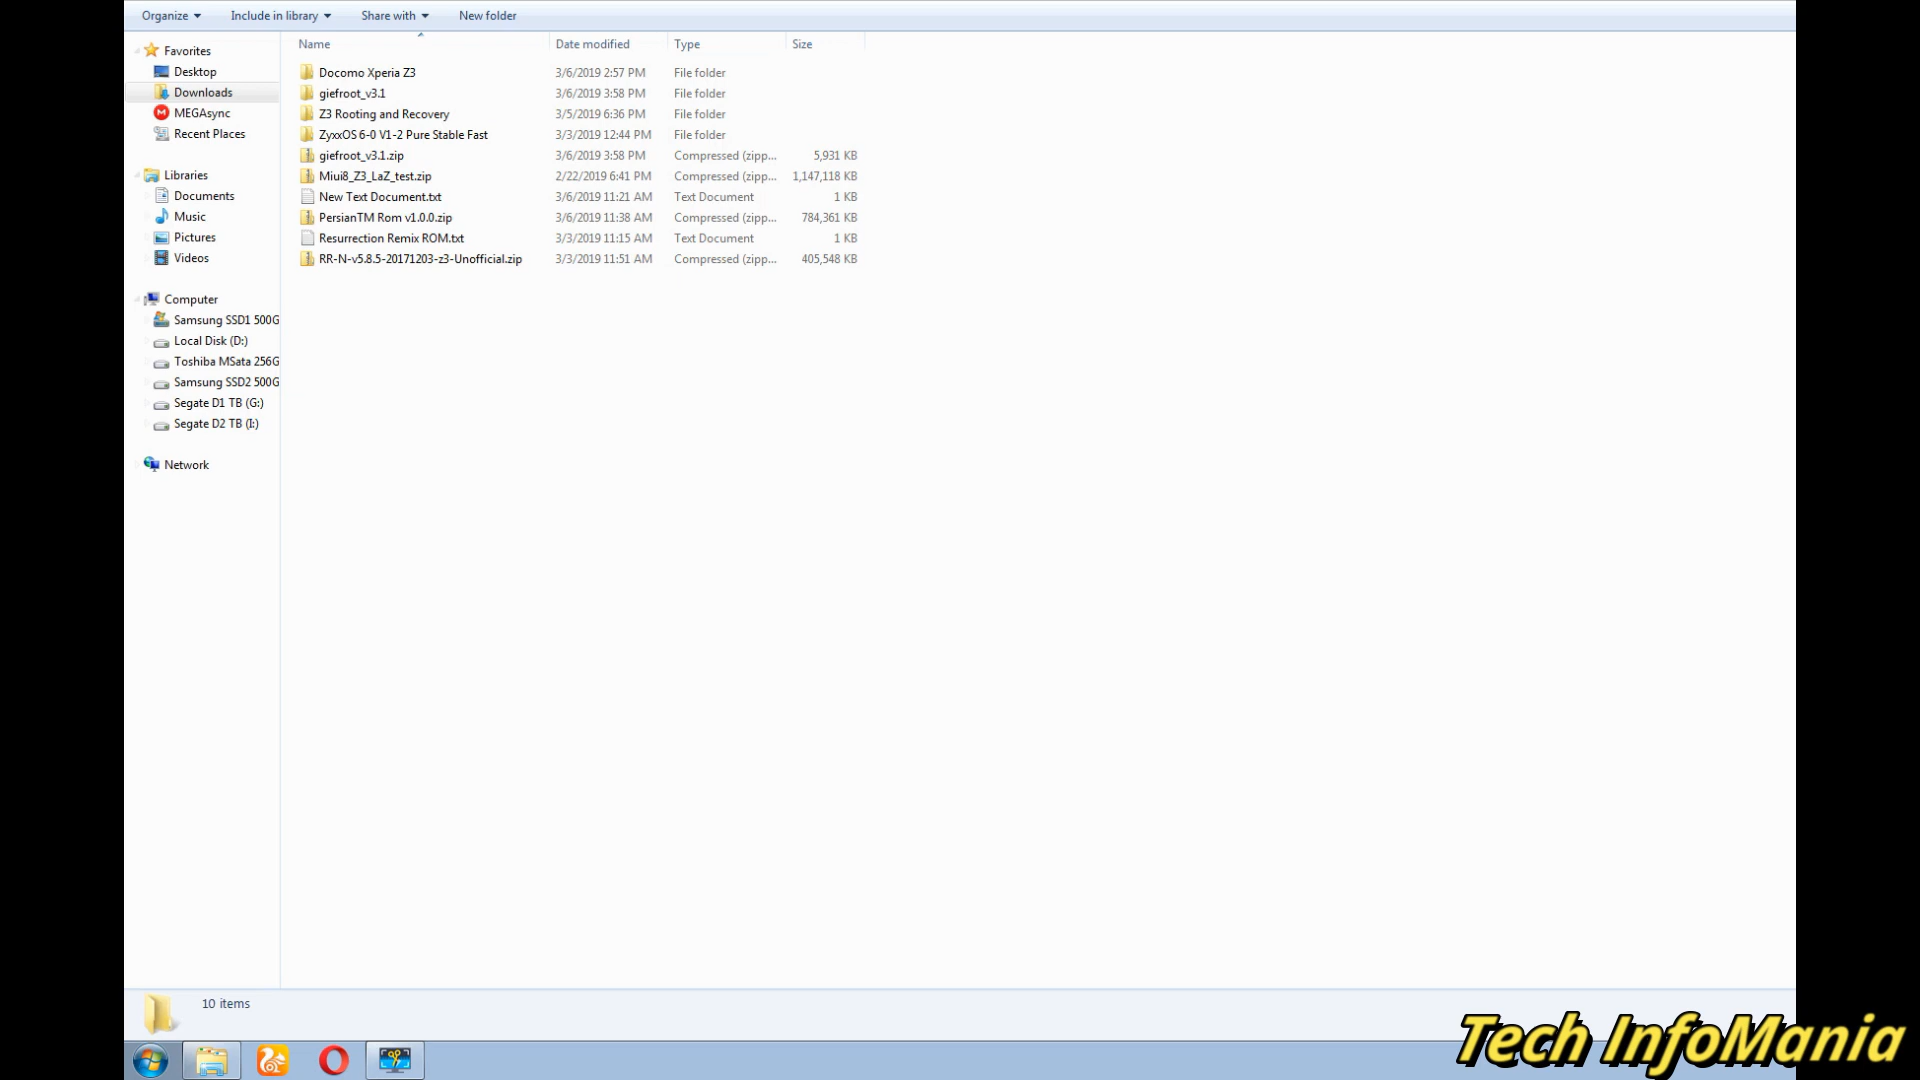 Organize Include in library Share with New folder
Name Date modified Type Size
Favorites
Desktop
Downloads
MEGAsync
Recent Places
Libraries
Documents
Music
Pictures
Videos
Computer
Samsung SSD1 500G
Local Disk (D:)
Toshiba MSata 256G
Samsung SSD2 500G
Segate D1 TB (G:)
Segate D2 TB (I:)
Network
Docomo Xperia Z3 3/6/2019 2:57 PM File folder
giefroot_v3.1 3/6/2019 3:58 PM File folder
Z3 Rooting and Recovery 3/5/2019 6:36 PM File folder
ZyxxOS 6-0 V1-2 Pure Stable Fast 3/3/2019 12:44 PM File folder
giefroot_v3.1.zip 3/6/2019 3:58 PM Compressed (zipp... 5,931 KB
Miui8_Z3_LaZ_test.zip 2/22/2019 6:41 PM Compressed (zipp... 1,147,118 KB
New Text Document.txt 3/6/2019 11:21 AM Text Document 1 KB
PersianTM Rom v1.0.0.zip 3/6/2019 11:38 AM Compressed (zipp... 784,361 KB
Resurrection Remix ROM.txt 3/3/2019 11:15 AM Text Document 1 KB
RR-N-v5.8.5-20171203-z3-Unofficial.zip 3/3/2019 11:51 AM Compressed (zipp... 405,548 KB
10 items
Tech InfoMania